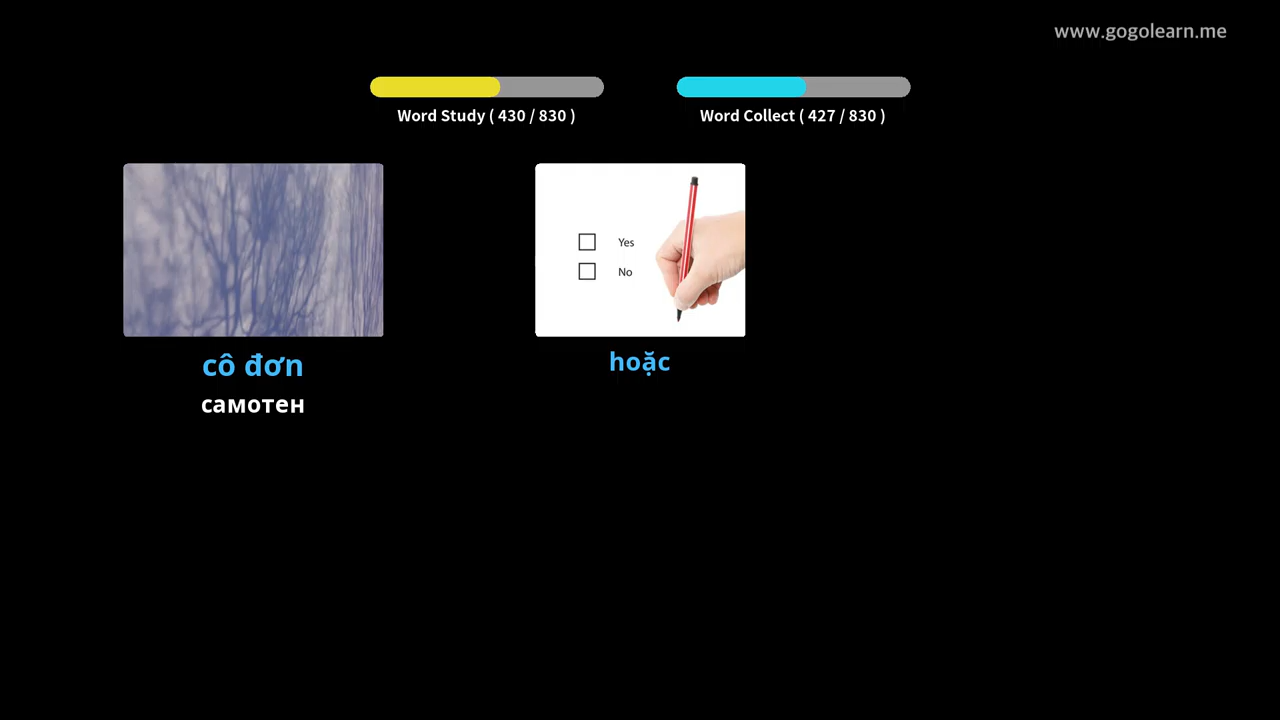 www.gogolearn.me
Word Study ( 430 / 830 )
Word Collect ( 427 / 830 )
Yes
No
cô đơn
самотен
hoặc